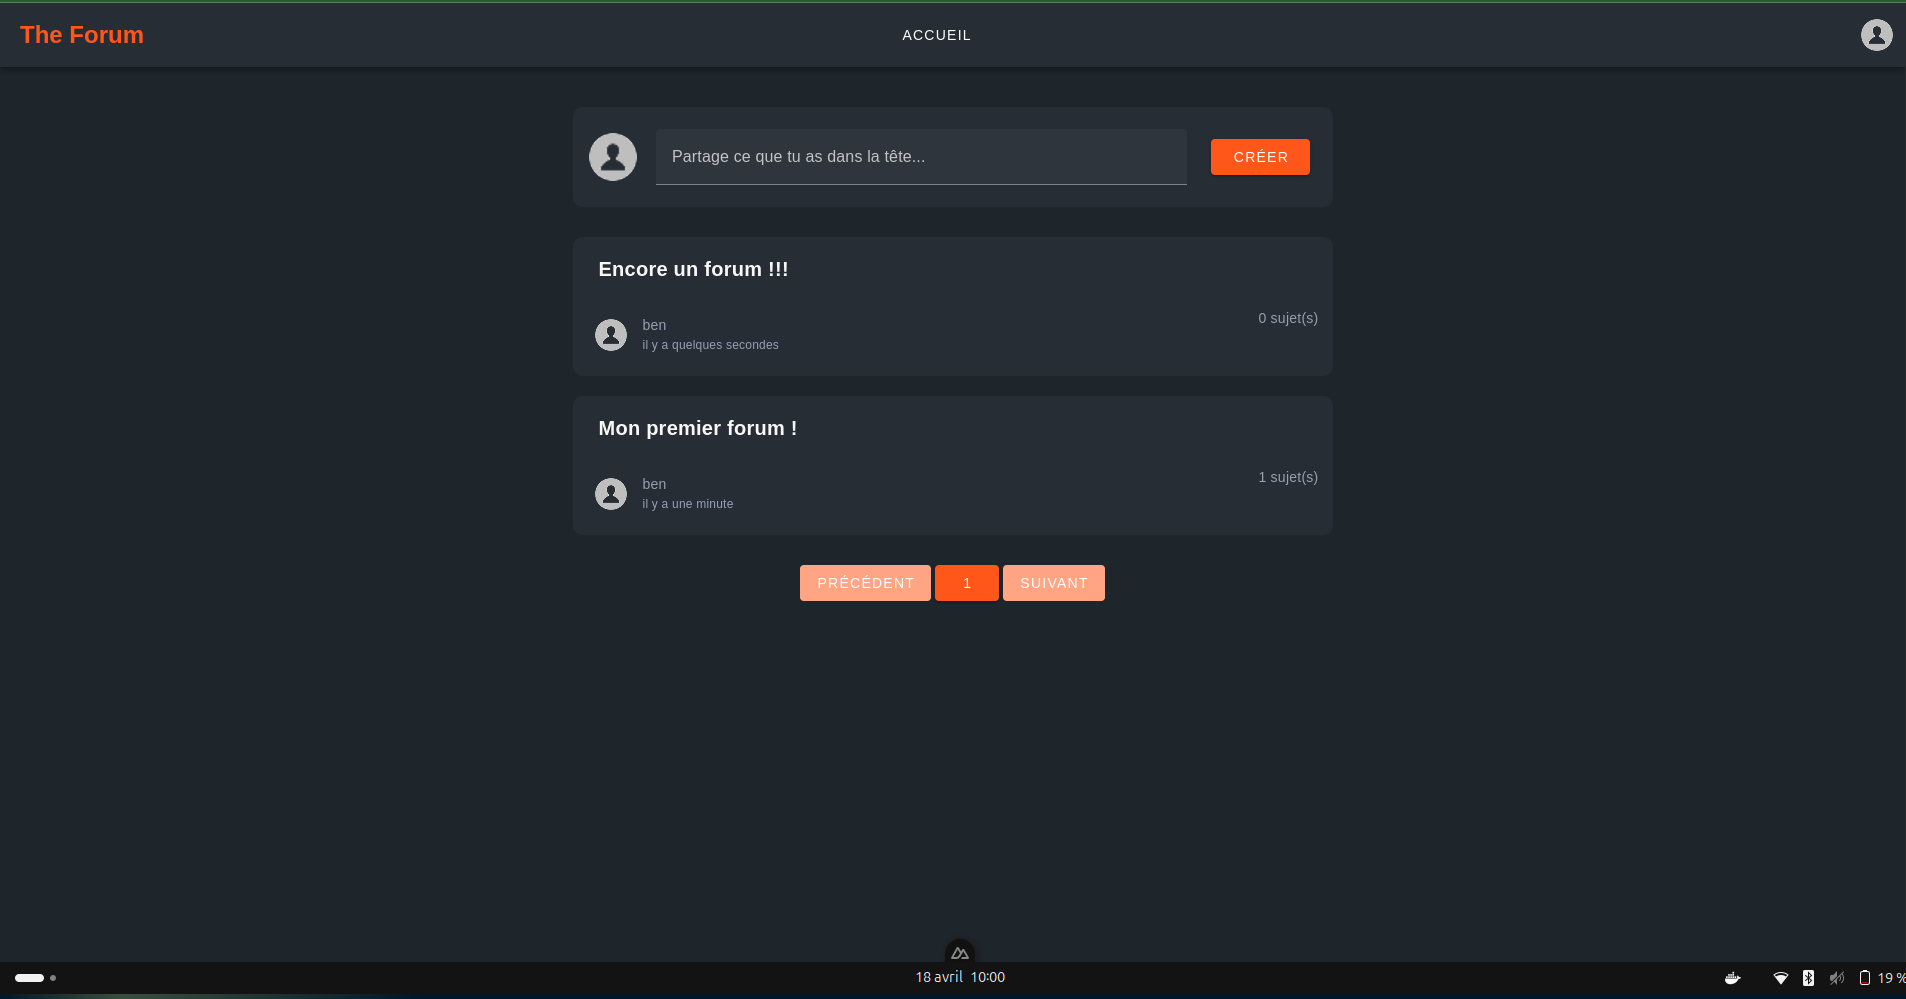 The Forum
ACCUEIL
Partage ce que tu as dans la tête...
CRÉER
Encore un forum !!!
ben
il y a quelques secondes
0 sujet(s)
Mon premier forum !
ben
il y a une minute
1 sujet(s)
PRÉCÉDENT 1 SUIVANT
18 avril 10:00
19 %